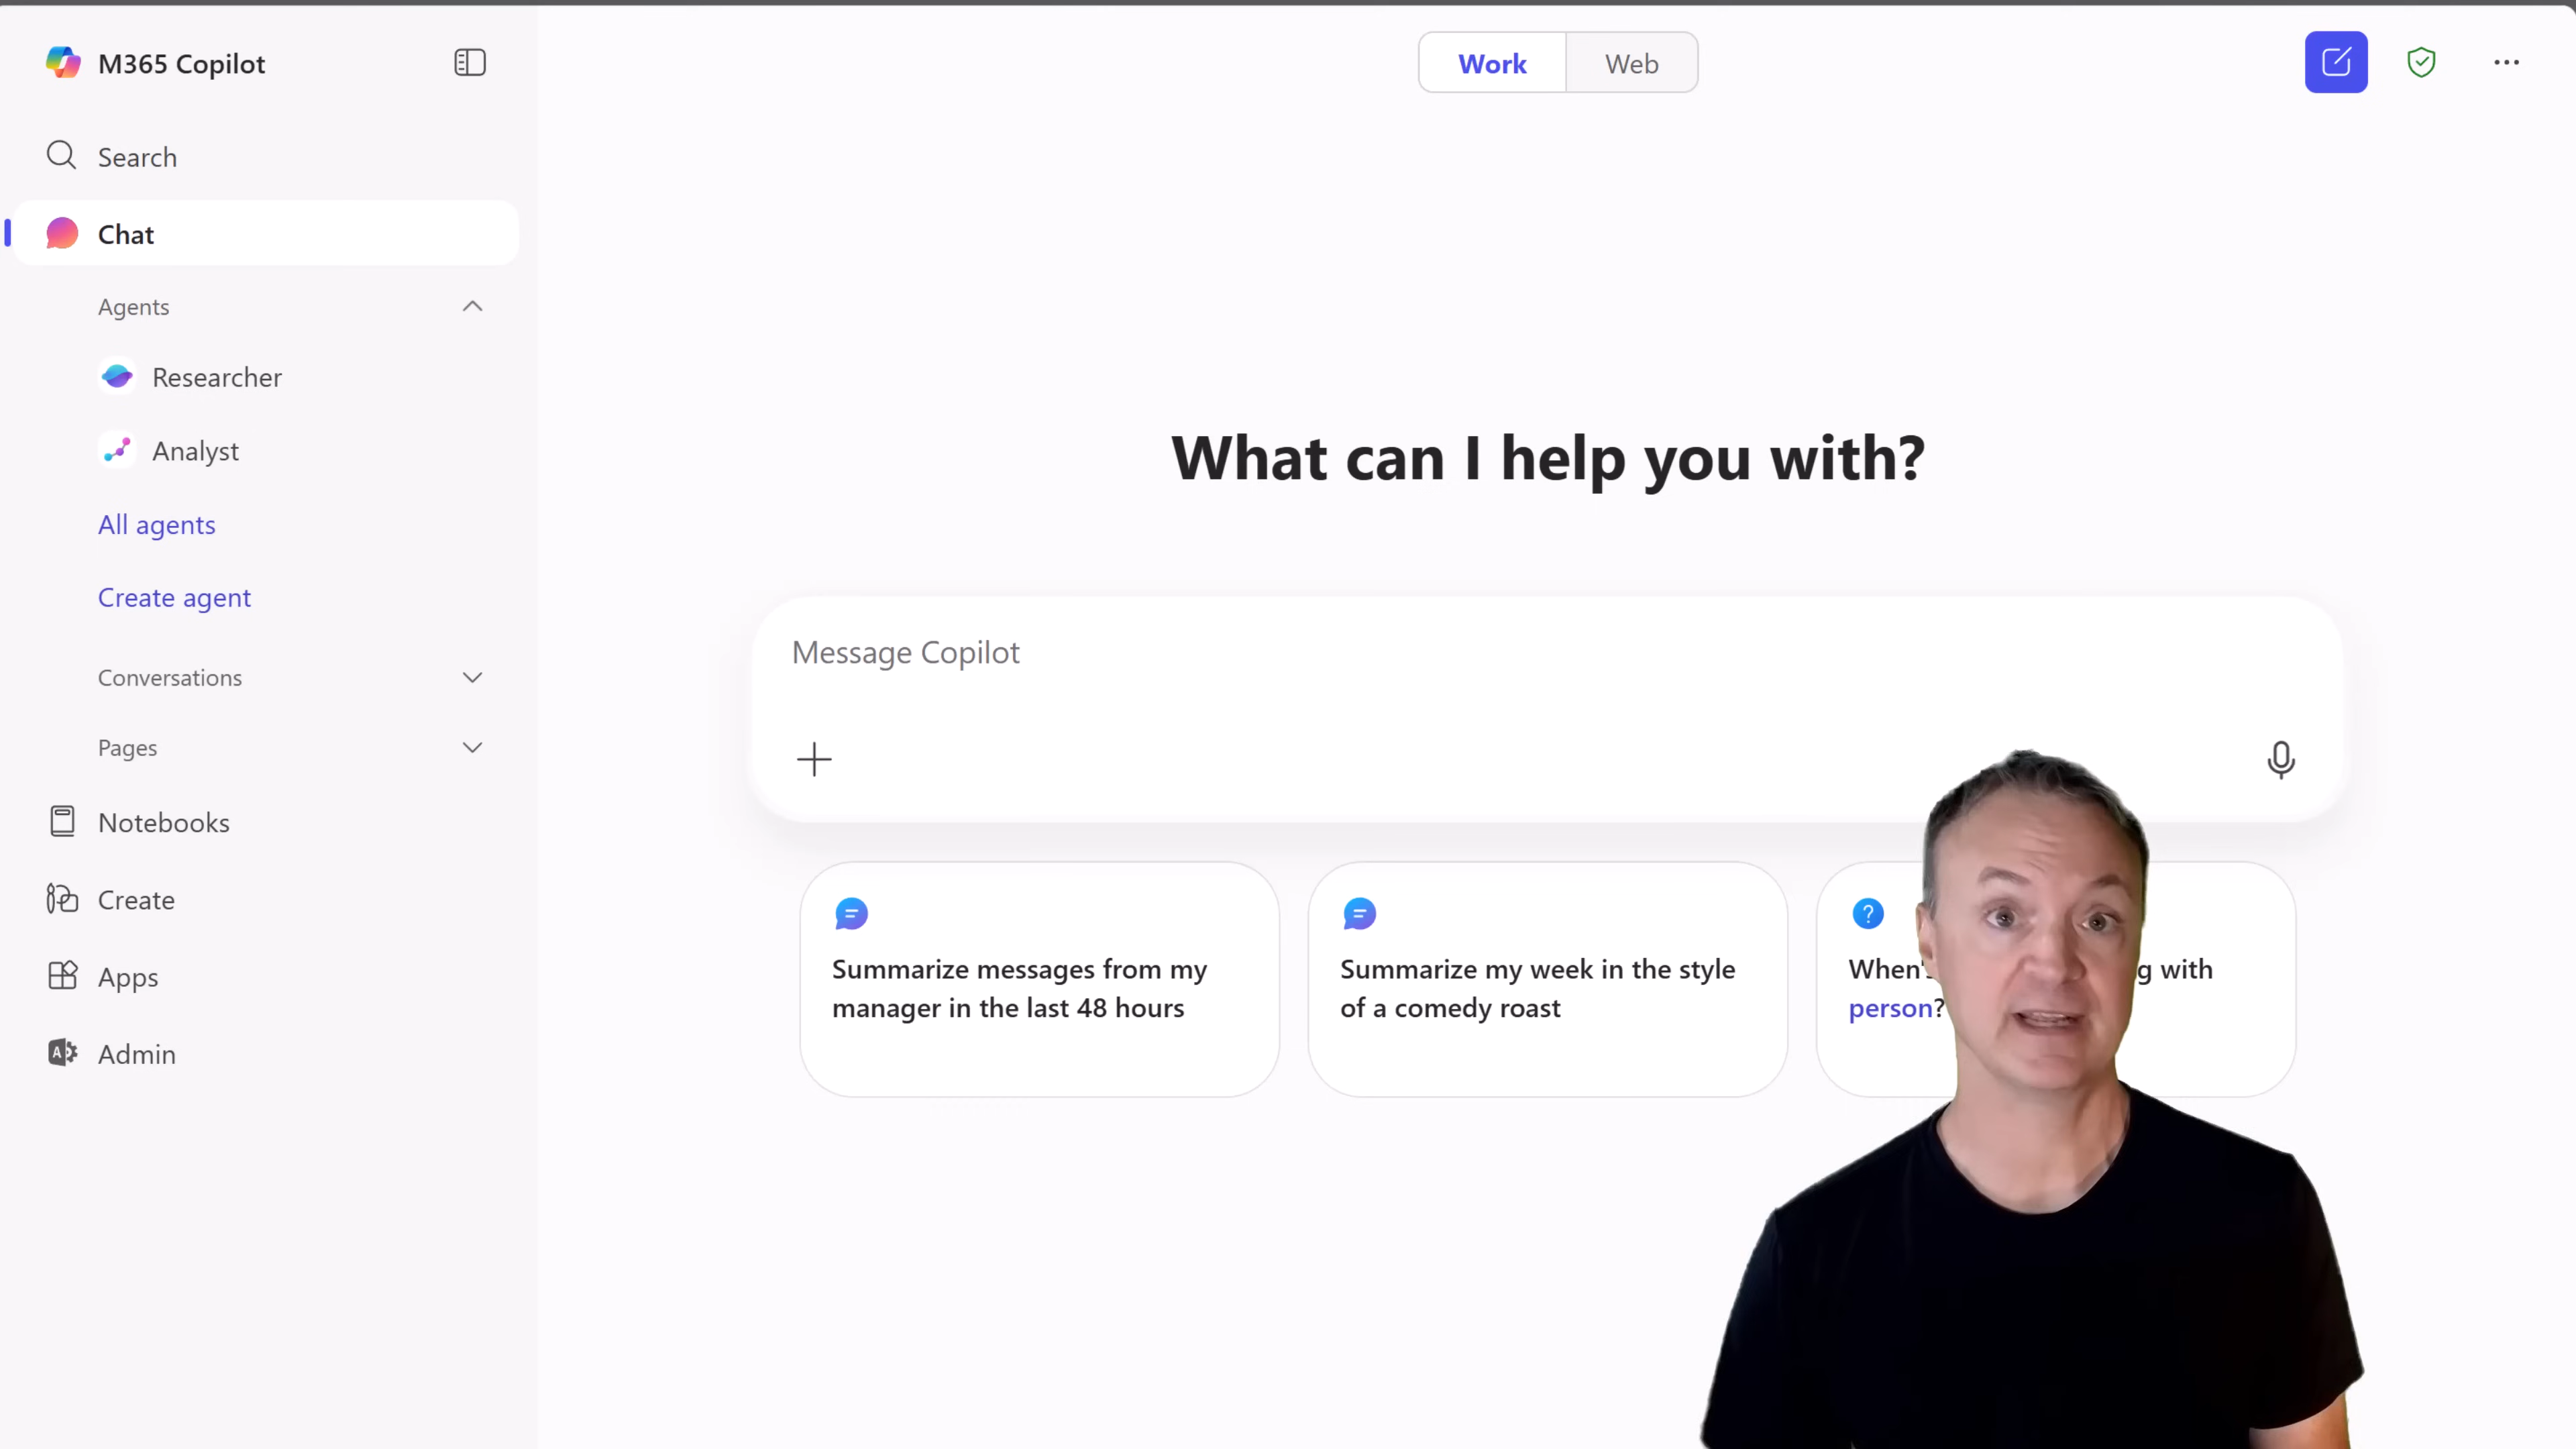 M365 Copilot
Search
Chat
Agents
Researcher
Analyst
All agents
Create agent
Conversations
Pages
Notebooks
Create
Apps
Admin
Work
Web
What can I help you with?
Message Copilot
Summarize messages from my
manager in the last 48 hours
Summarize my week in the style
of a comedy roast
with
person?